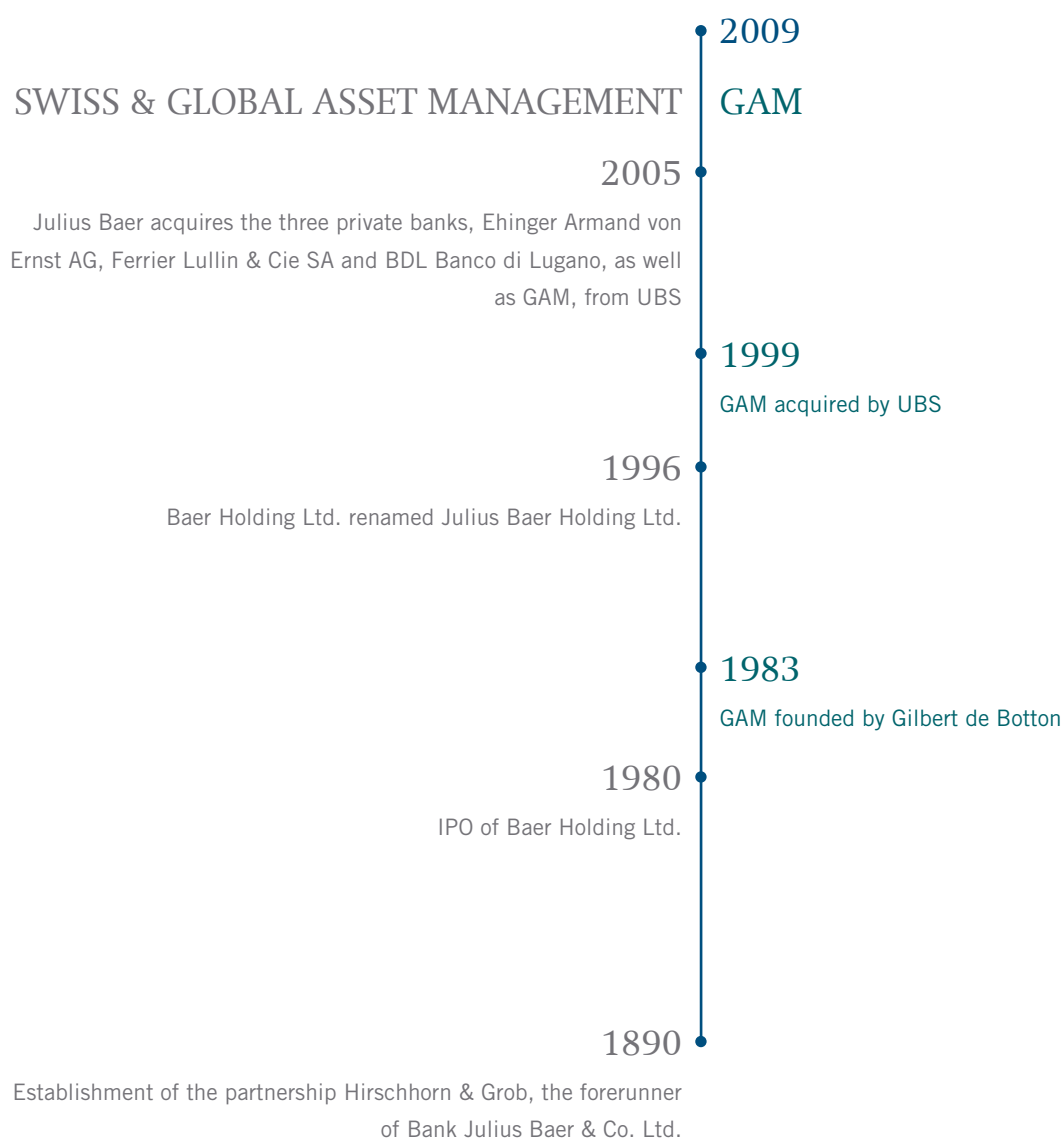 2009
SWISS & GLOBAL ASSET MANAGEMENT
GAM
2005
Julius Baer acquires the three private banks, Ehinger Armand von
Ernst AG, Ferrier Lullin & Cie SA and BDL Banco di Lugano, as well
as GAM, from UBS
1999
GAM acquired by UBS
1996
Baer Holding Ltd. renamed Julius Baer Holding Ltd.
1983
GAM founded by Gilbert de Botton
1980
IPO of Baer Holding Ltd.
1890
Establishment of the partnership Hirschhorn & Grob, the forerunner
of Bank Julius Baer & Co. Ltd.